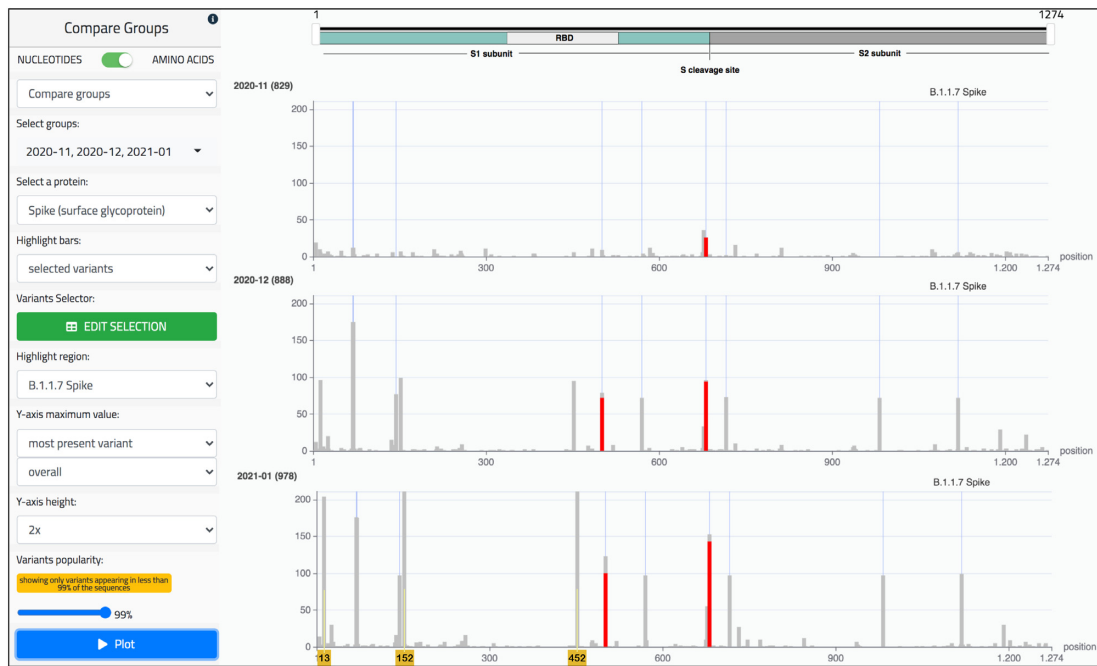 Compare Groups
NUCLEOTIDES AMINO ACIDS
Compare groups
Select groups:
2020-11, 2020-12, 2021-01
Select a protein:
Spike (surface glycoprotein)
Highlight bars:
selected variants
Variants Selector:
EDIT SELECTION
Highlight region:
B.1.1.7 Spike
Y-axis maximum value:
most present variant
overall
Y-axis height:
2x
Variants popularity:
showing only variants appearing in less than
99% of the sequences
99%
Plot
1 1274
RBD
S1 subunit S2 subunit
S cleavage site
2020-11 (829)
B.1.1.7 Spike
200
150
100
50
0
1 300 600 900 1.200 1.274 position
2020-12 (888)
B.1.1.7 Spike
200
150
100
50
0
1 300 600 900 1.200 1.274 position
2021-01 (978)
B.1.1.7 Spike
200
150
100
50
0
13 152 300 452 600 900 1.200 1.274 position